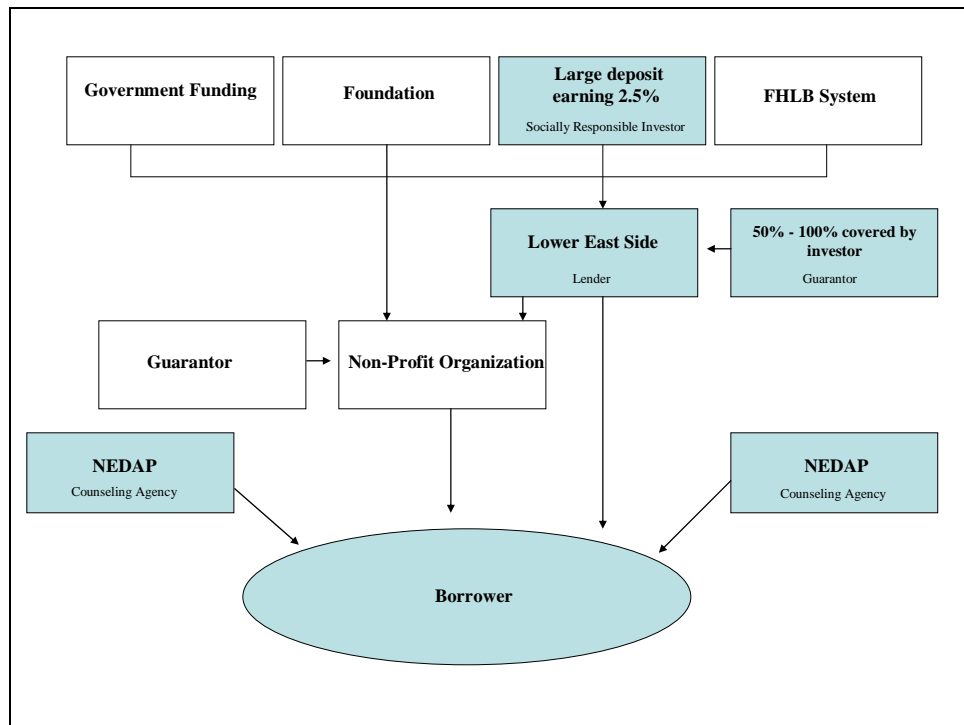 Government Funding
Foundation
Large deposit
earning 2.5%
Socially Responsible Investor
FHLB System
Lower East Side
Lender
50% - 100% covered by
investor
Guarantor
Guarantor
Non-Profit Organization
NEDAP
Counseling Agency
NEDAP
Counseling Agency
Borrower